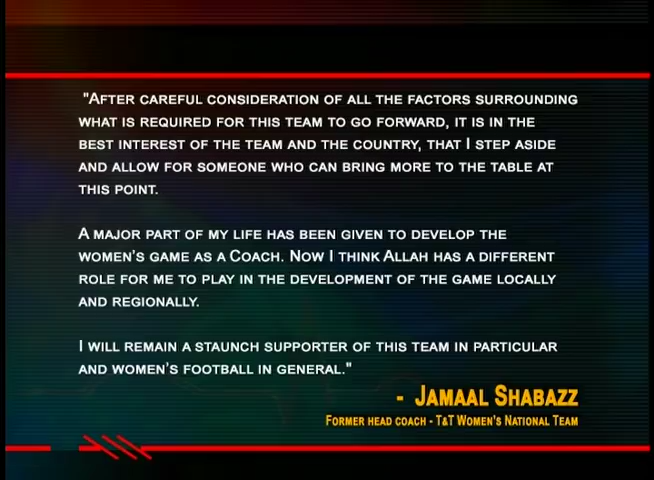 "After careful consideration of all the factors surrounding
what is required for this team to go forward, it is in the
best interest of the team and the country, that I step aside
and allow for someone who can bring more to the table at
this point.
A major part of my life has been given to develop the
women's game as a Coach. Now I think Allah has a different
role for me to play in the development of the game locally
and regionally.
I will remain a staunch supporter of this team in particular
and women's football in general."
- Jamaal Shabazz
Former head coach - T&T Women's National Team